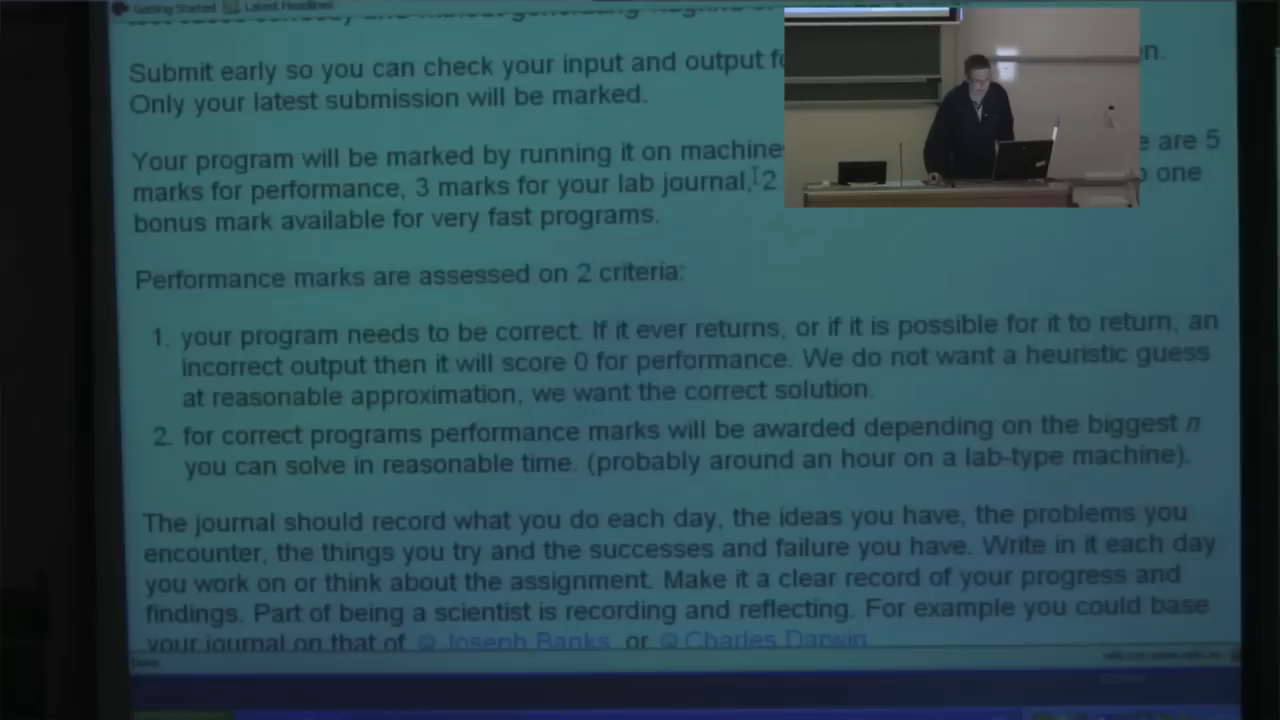 Getting Started Latest Headlines
Submit early so you can check your input and output
n.
Only your latest submission will be marked.
Your program will be marked by running it on machine
e are 5
marks for performance, 3 marks for your lab journal, 2
one
bonus mark available for very fast programs.
Performance marks are assessed on 2 criteria:
1. your program needs to be correct. If it ever returns, or if it is possible for it to return, an
incorrect output then it will score 0 for performance. We do not want a heuristic guess
at reasonable approximation, we want the correct solution.
2. for correct programs performance marks will be awarded depending on the biggest n
you can solve in reasonable time. (probably around an hour on a lab-type machine).
The journal should record what you do each day, the ideas you have, the problems you
encounter, the things you try and the successes and failure you have. Write in it each day
you work on or think about the assignment. Make it a clear record of your progress and
findings. Part of being a scientist is recording and reflecting. For example you could base
your journal on that of Joseph Banks or Charles Darwin
Done